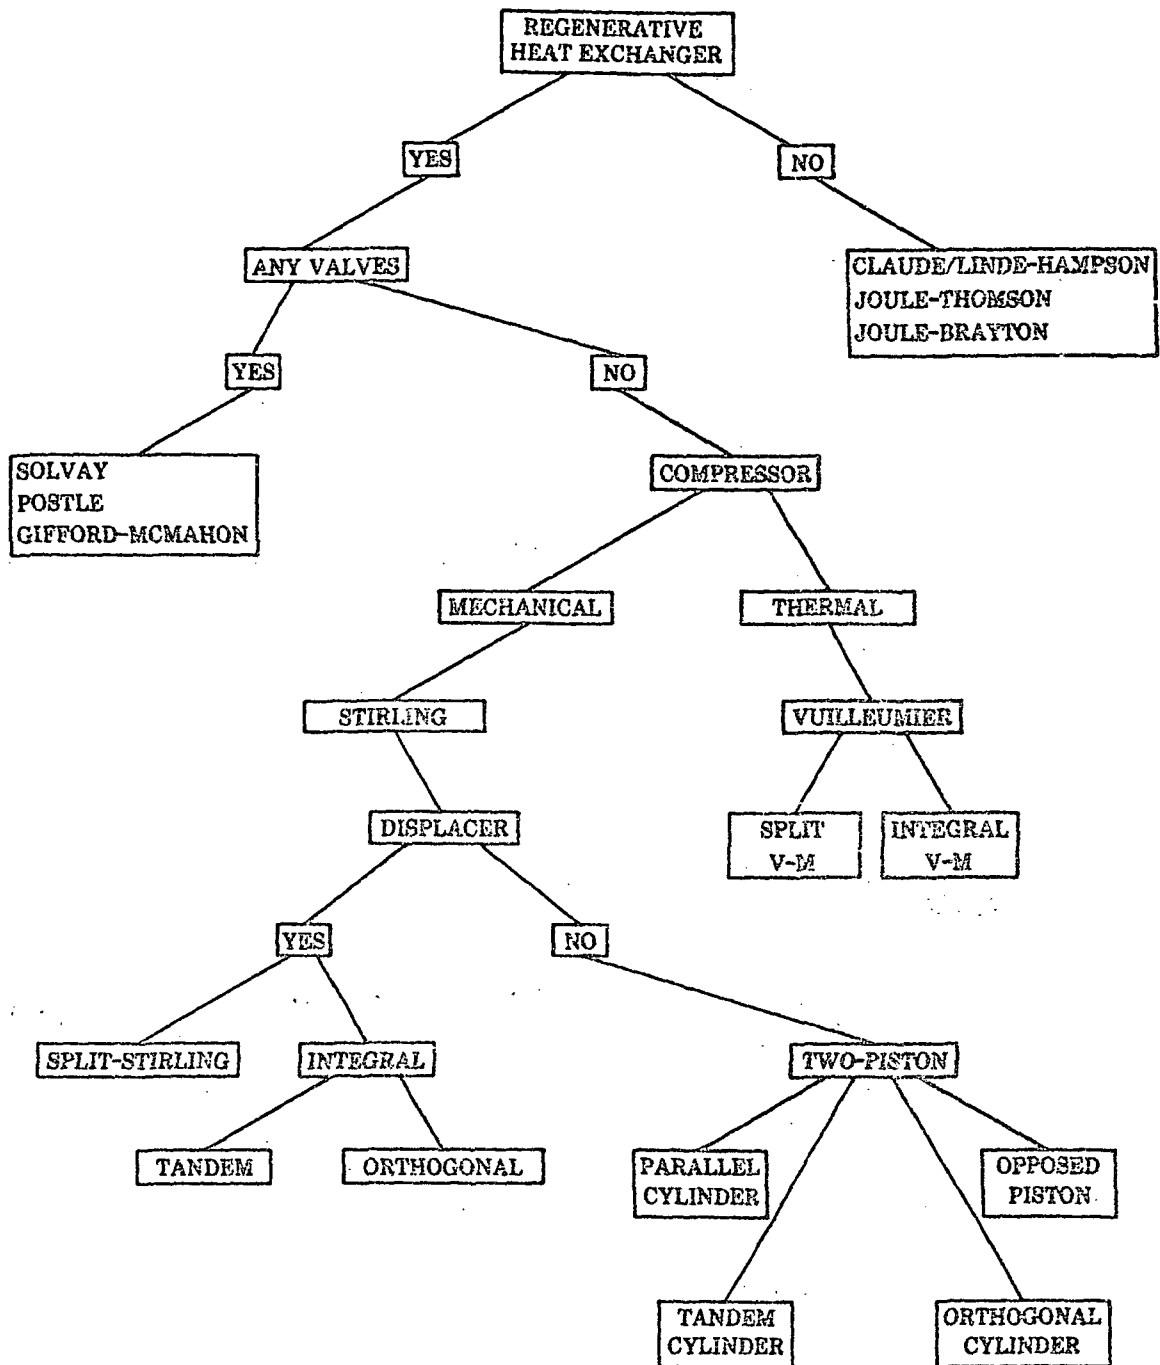 REGENERATIVE
HEAT EXCHANGER
YES
NO
ANY VALVES
CLAUDE/LINDE-HAMPSON
JOULE-THOMSON
JOULE-BRAYTON
YES
NO
SOLVAY
POSTLE
GIFFORD-MCMAHON
COMPRESSOR
MECHANICAL
THERMAL
STIRLING
VUILLEUMIER
DISPLACER
SPLIT
V-M
INTEGRAL
V-M
YES
NO
SPLIT-STIRLING
INTEGRAL
TWO-PISTON
TANDEM
ORTHOGONAL
PARALLEL
CYLINDER
OPPOSED
PISTON
TANDEM
CYLINDER
ORTHOGONAL
CYLINDER